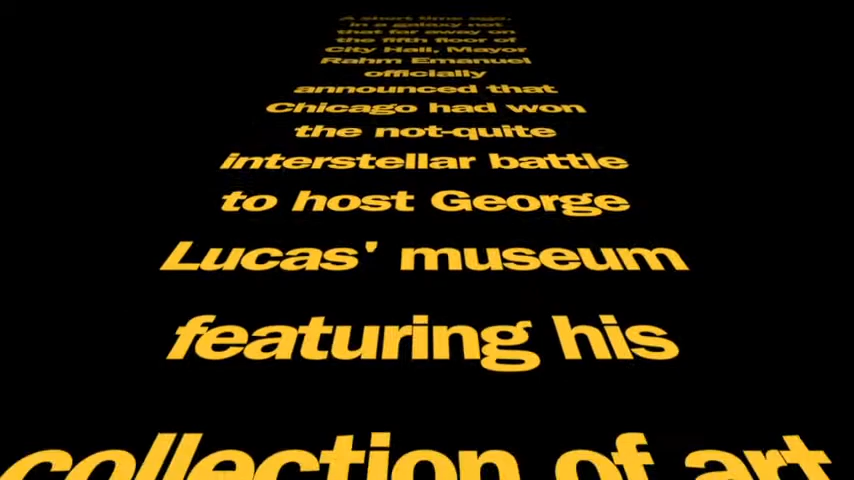 A short time ago,
in a galaxy not
that far away on
the fifth floor of
City Hall, Mayor
Rahm Emanuel
officially
announced that
Chicago had won
the not-quite
interstellar battle
to host George
Lucas' museum
featuring his
collection of art